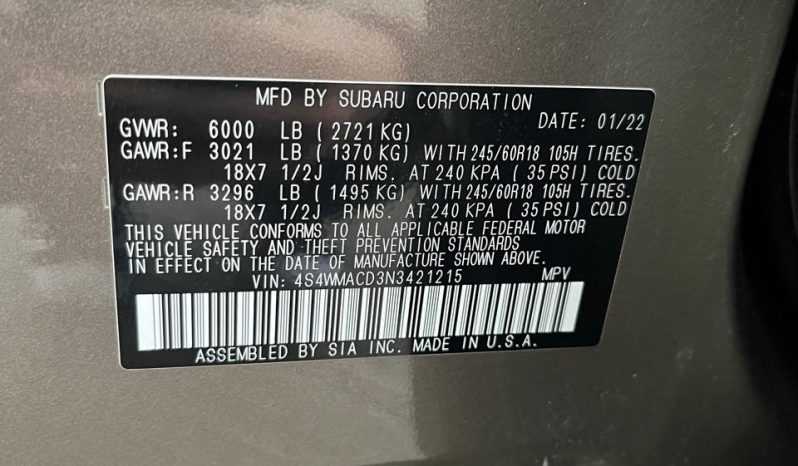 MFD BY SUBARU CORPORATION
DATE: 01/22
GVWR: 6000 LB ( 2721 KG)
GAWR:F 3021 LB ( 1370 KG) WITH 245/60R18 105H TIRES.
18X7 1/2J RIMS. AT 240 KPA ( 35 PSI) COLD
GAWR:R 3296 LB ( 1495 KG) WITH 245/60R18 105H TIRES.
18X7 1/2J RIMS. AT 240 KPA ( 35 PSI) COLD
THIS VEHICLE CONFORMS TO ALL APPLICABLE FEDERAL MOTOR
VEHICLE SAFETY AND THEFT PREVENTION STANDARDS
IN EFFECT ON THE DATE OF MANUFACTURE SHOWN ABOVE.
VIN: 4S4WMACD3N3421215 MPV
ASSEMBLED BY SIA INC. MADE IN U.S.A.